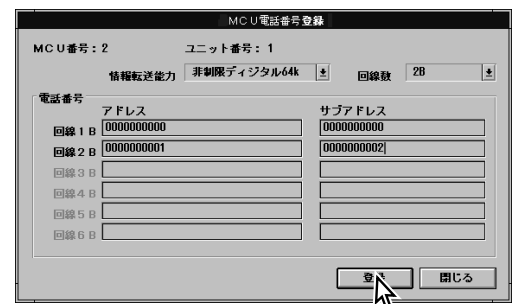 MCU電話番号登録
MCU番号：2 ユニット番号：1
情報転送能力 非制限ディジタル64k 回線数 2B
電話番号
アドレス サブアドレス
回線1B 0000000000 0000000000
回線2B 0000000001 0000000002
回線3B
回線4B
回線5B
回線6B
登録 閉じる